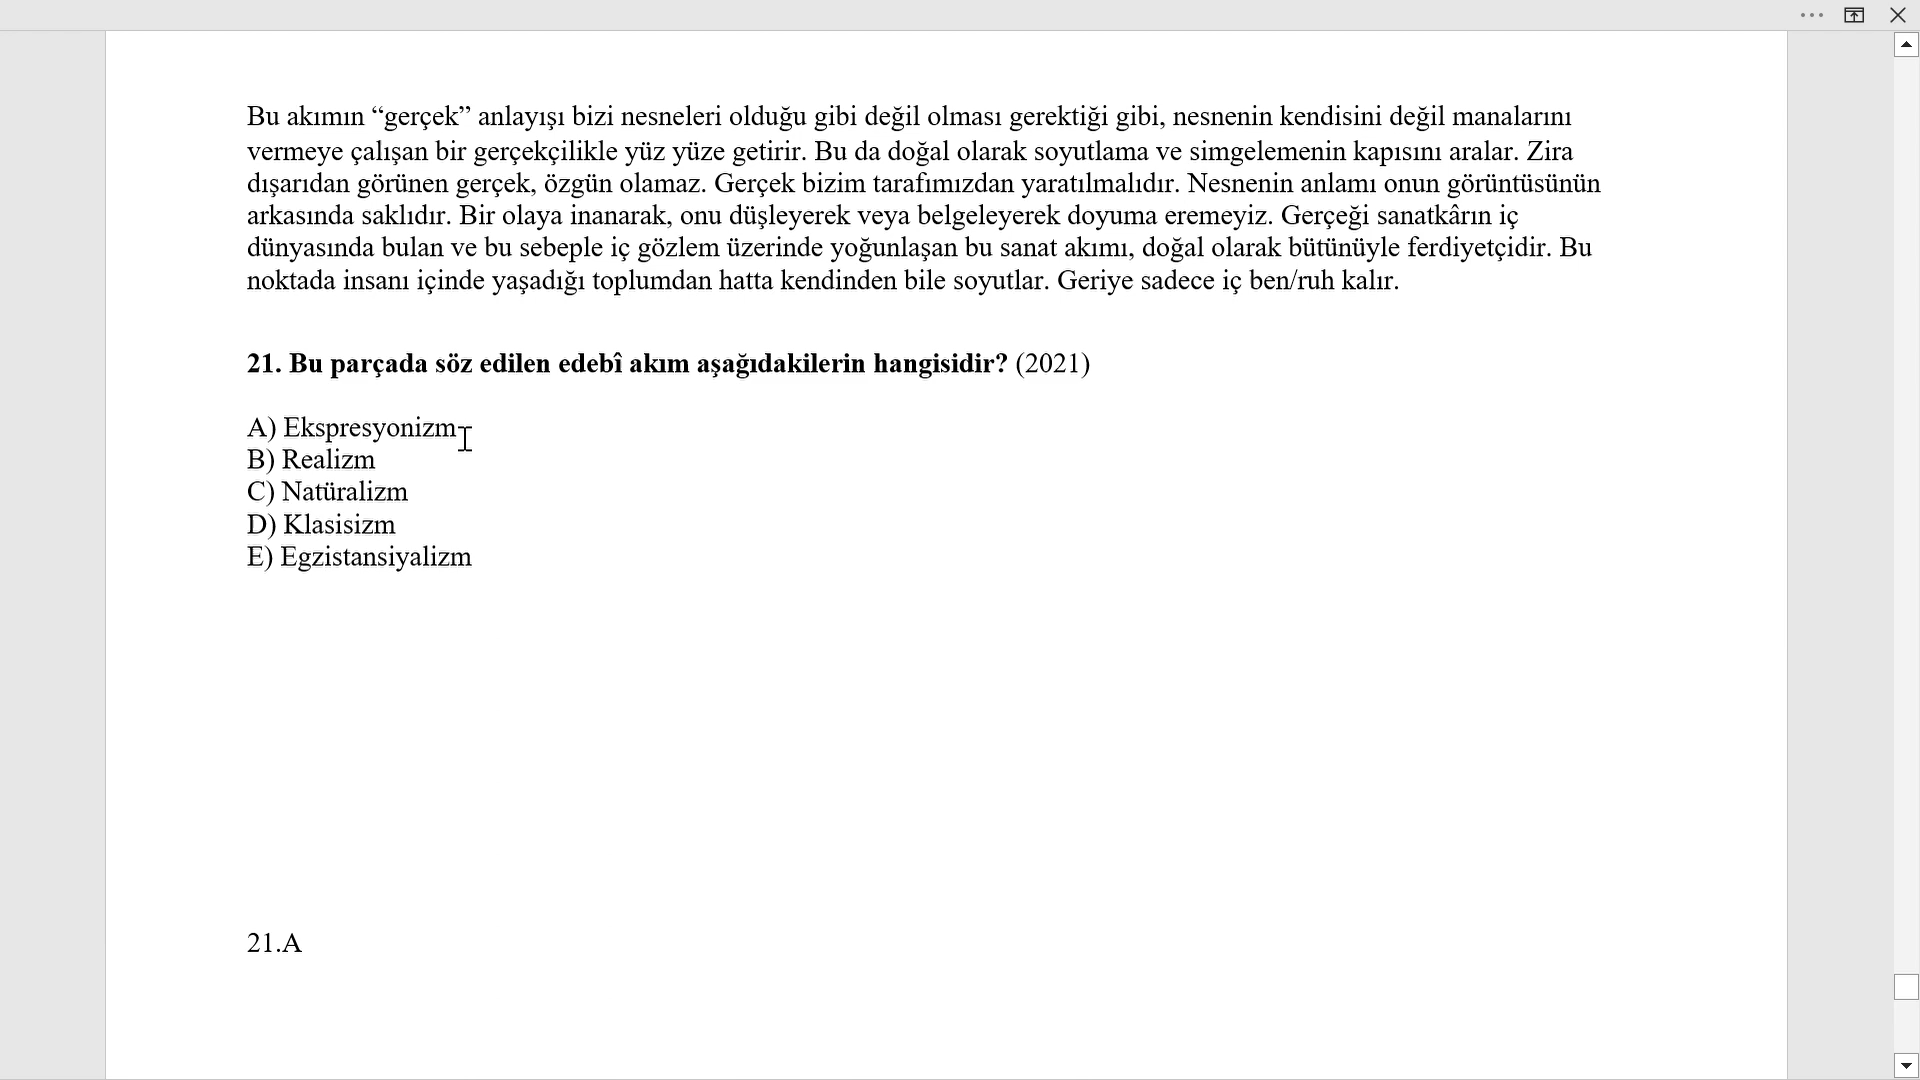 Bu akımın “gerçek” anlayışı bizi nesneleri olduğu gibi değil olması gerektiği gibi, nesnenin kendisini değil manalarını
vermeye çalışan bir gerçekçilikle yüz yüze getirir. Bu da doğal olarak soyutlama ve simgelemenin kapısını aralar. Zira
dışarıdan görünen gerçek, özgün olamaz. Gerçek bizim tarafımızdan yaratılmalıdır. Nesnenin anlamı onun görüntüsünün
arkasında saklıdır. Bir olaya inanarak, onu düşleyerek veya belgeleyerek doyuma eremeyiz. Gerçeği sanatkârın iç
dünyasında bulan ve bu sebeple iç gözlem üzerinde yoğunlaşan bu sanat akımı, doğal olarak bütünüyle ferdiyetçidir. Bu
noktada insanı içinde yaşadığı toplumdan hatta kendinden bile soyutlar. Geriye sadece iç ben/ruh kalır.
21. Bu parçada söz edilen edebî akım aşağıdakilerin hangisidir? (2021)
A) Ekspresyonizm
B) Realizm
C) Natüralizm
D) Klasisizm
E) Egzistansiyalizm
21.A